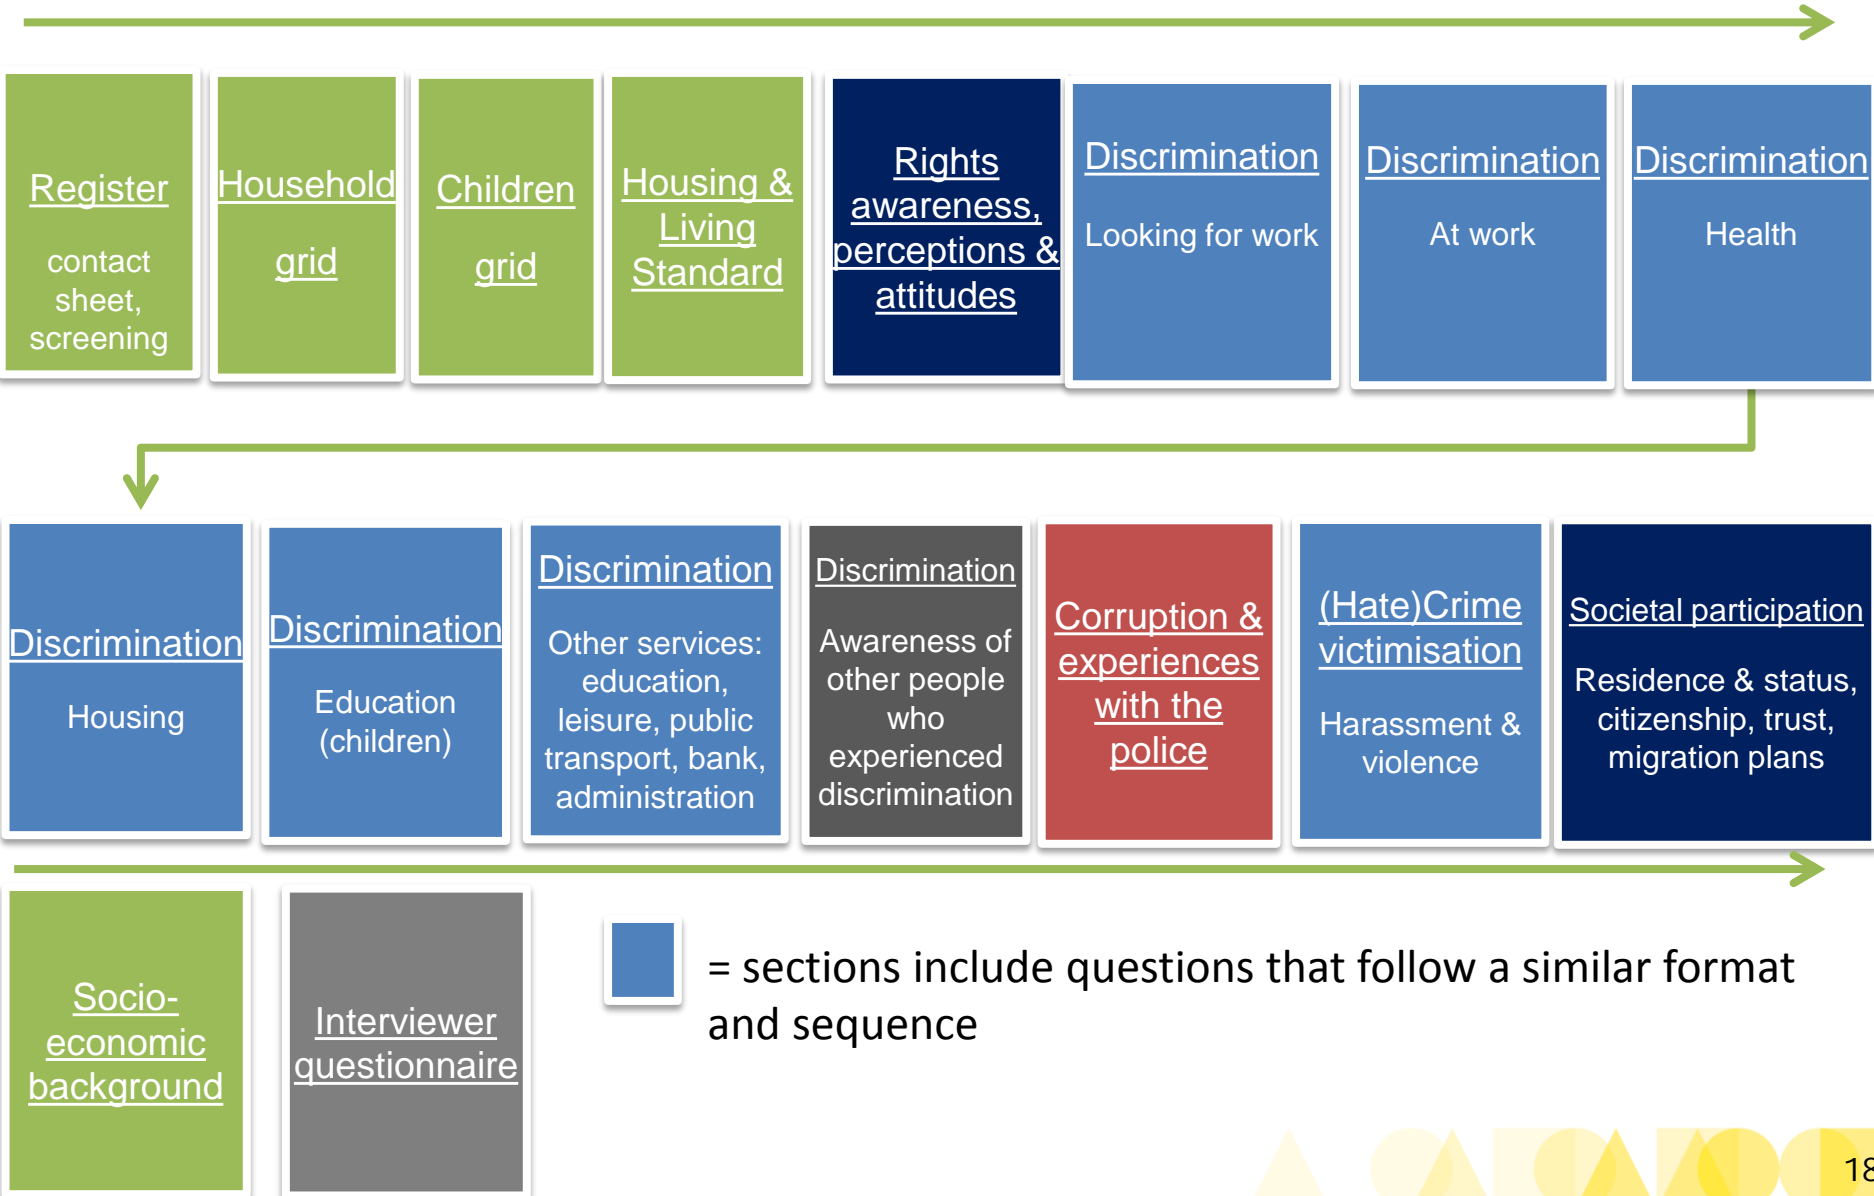 Register
contact
sheet,
screening
Household
grid
Children
grid
Housing &
Living
Standard
Rights
awareness,
perceptions &
attitudes
Discrimination
Looking for work
Discrimination
At work
Discrimination
Health
Discrimination
Housing
Discrimination
Education
(children)
Discrimination
Other services:
education,
leisure, public
transport, bank,
administration
Discrimination
Awareness of
other people
who
experienced
discrimination
Corruption &
experiences
with the
police
(Hate)Crime
victimisation
Harassment &
violence
Societal participation
Residence & status,
citizenship, trust,
migration plans
Socio-
economic
background
Interviewer
questionnaire
= sections include questions that follow a similar format
and sequence
18